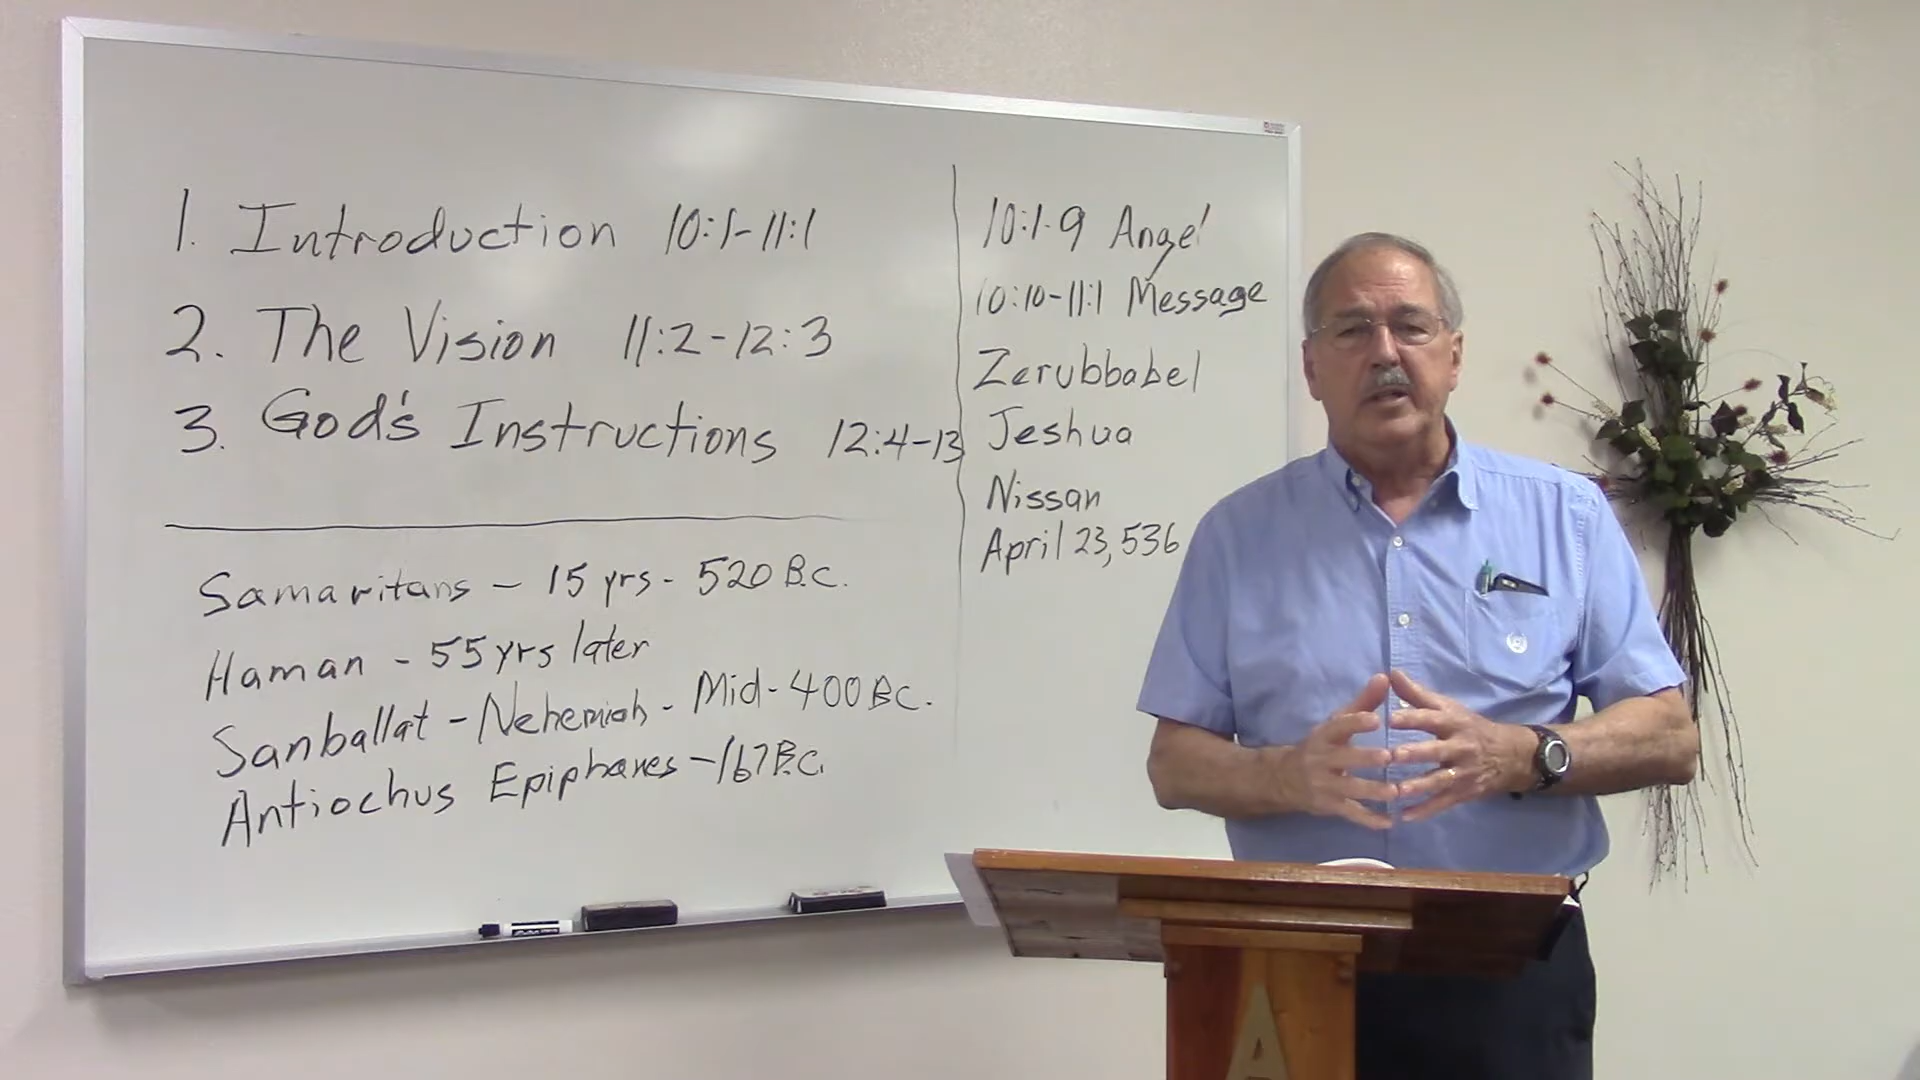 1. Introduction 10:1-11:1
2. The Vision 11:2-12:3
3. God's Instructions 12:4-13
Samaritans - 15 yrs - 520 B.C.
Haman - 55 yrs later
Sanballat - Nehemiah - Mid-400 B.C.
Antiochus Epiphanes - 167 B.C.
10:1-9 Angel
10:10-11:1 Message
Zerubbabel
Jeshua
Nissan
April 23, 536